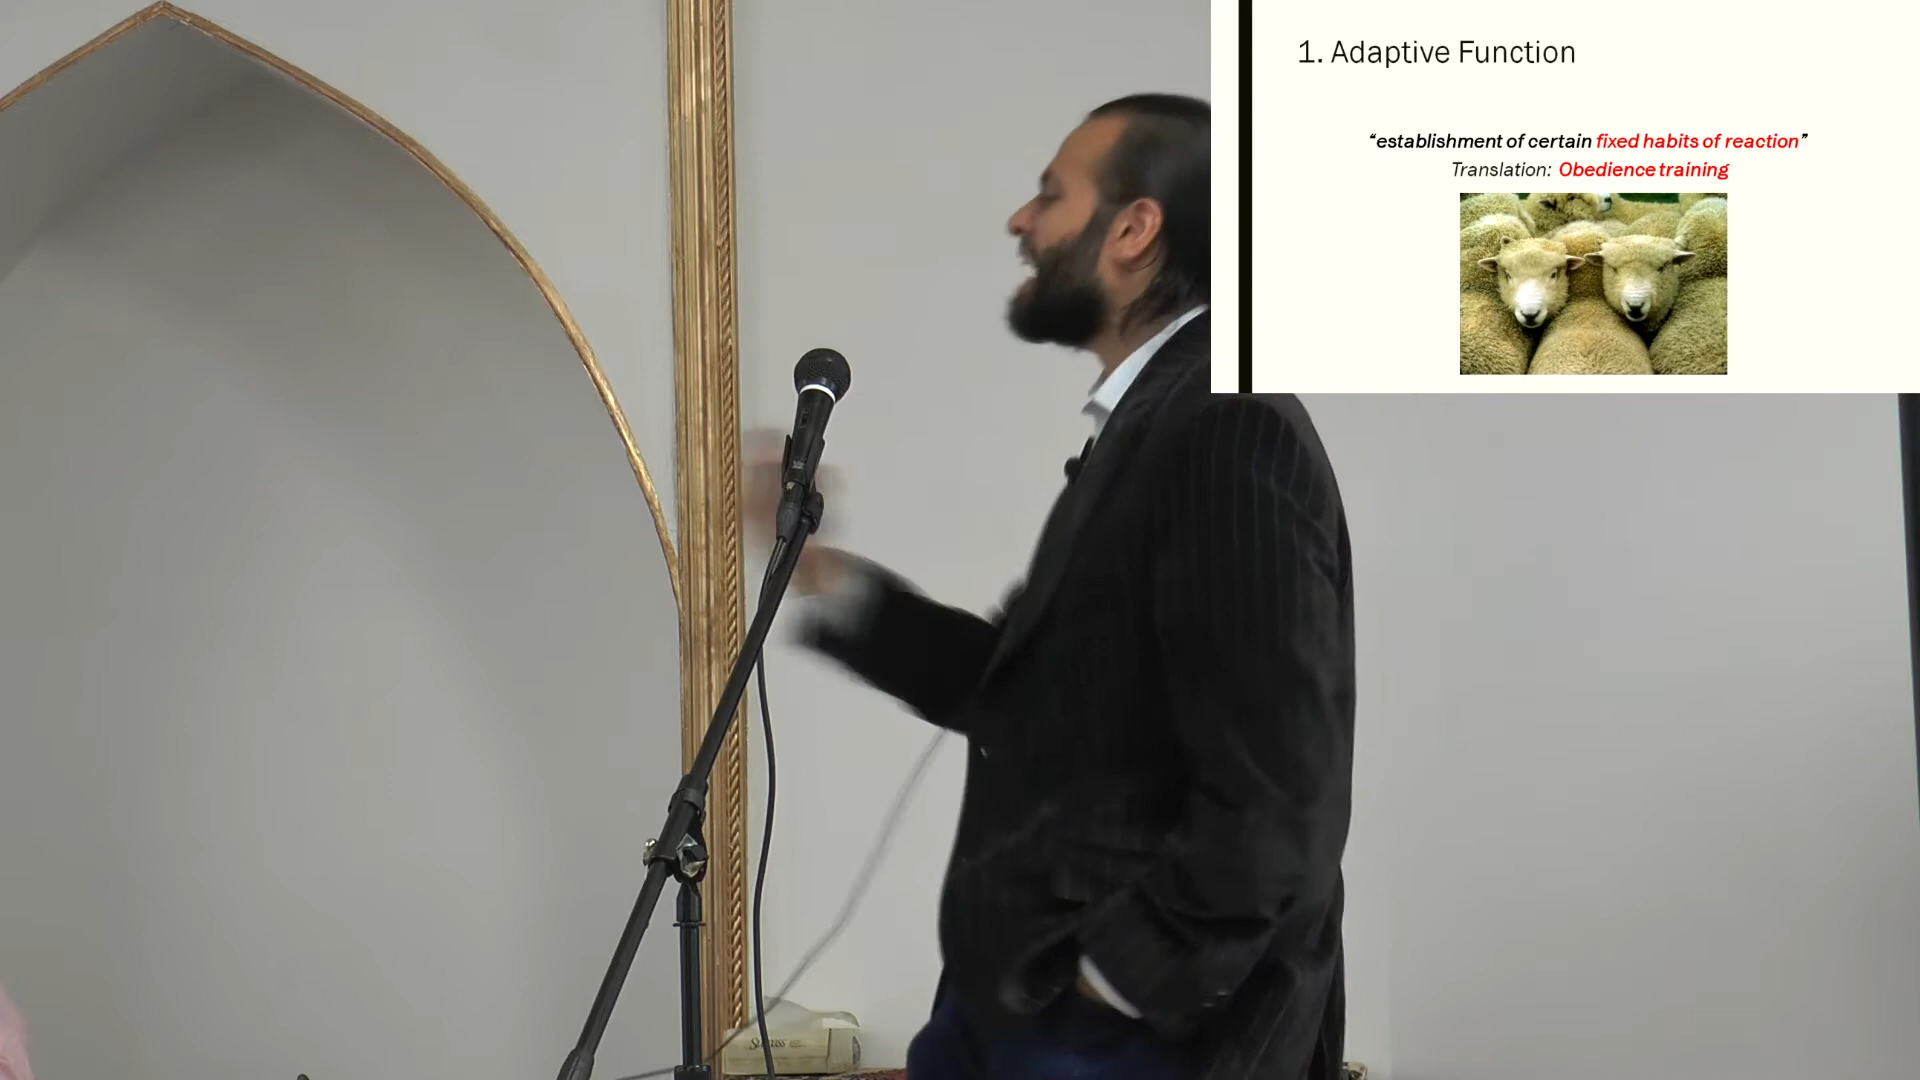 1. Adaptive Function
“establishment of certain fixed habits of reaction”
Translation: Obedience training